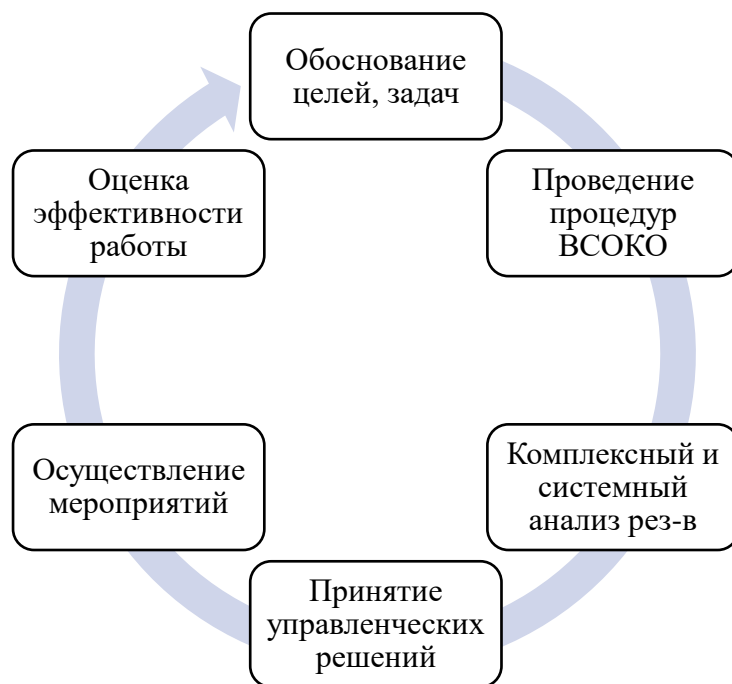 Обоснование
целей, задач
Проведение
процедур
ВСОКО
Комплексный и
системный
анализ рез-в
Принятие
управленческих
решений
Осуществление
мероприятий
Оценка
эффективности
работы